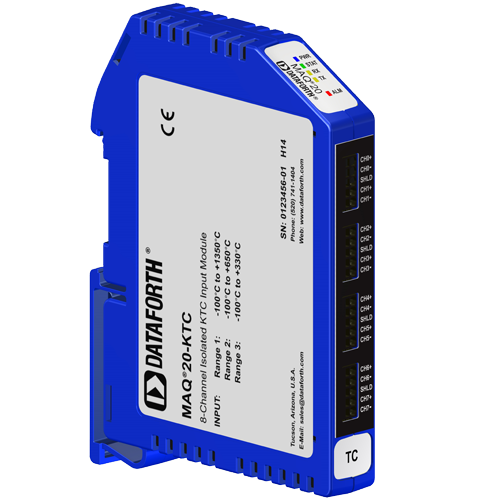 PWR
STAT
RX
TX
ALM
MAQ®20
DATAFORTH®
CE
DATAFORTH®
MAQ®20-KTC
8-Channel Isolated KTC Input Module
INPUT: Range 1: -100°C to +1350°C
Range 2: -100°C to +650°C
Range 3: -100°C to +330°C
SN: 0123456-01 H14
Phone: (520) 741-1404
Web: www.dataforth.com
Tucson, Arizona, U.S.A.
E-Mail: sales@dataforth.com
CH0+
CH0-
SHLD
CH1+
CH1-
CH2+
CH2-
SHLD
CH3+
CH3-
CH4+
CH4-
SHLD
CH5+
CH5-
CH6+
CH6-
SHLD
CH7+
CH7-
TC